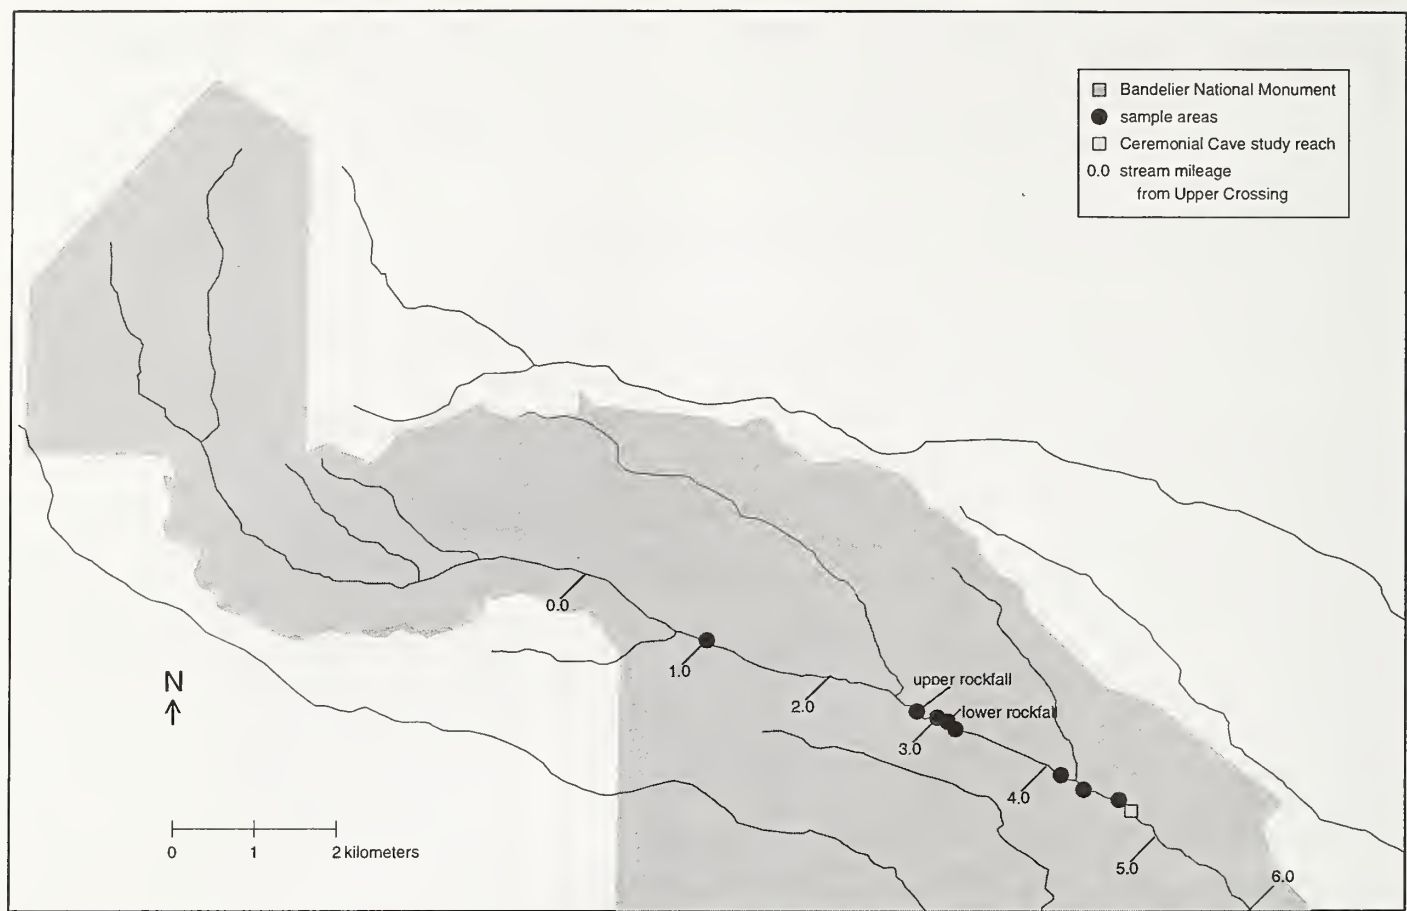 Bandelier National Monument
sample areas
Ceremonial Cave study reach
0.0 stream mileage
from Upper Crossing
0.0
1.0
2.0
upper rockfall
lower rockfall
3.0
4.0
5.0
6.0
N
0 1 2 kilometers